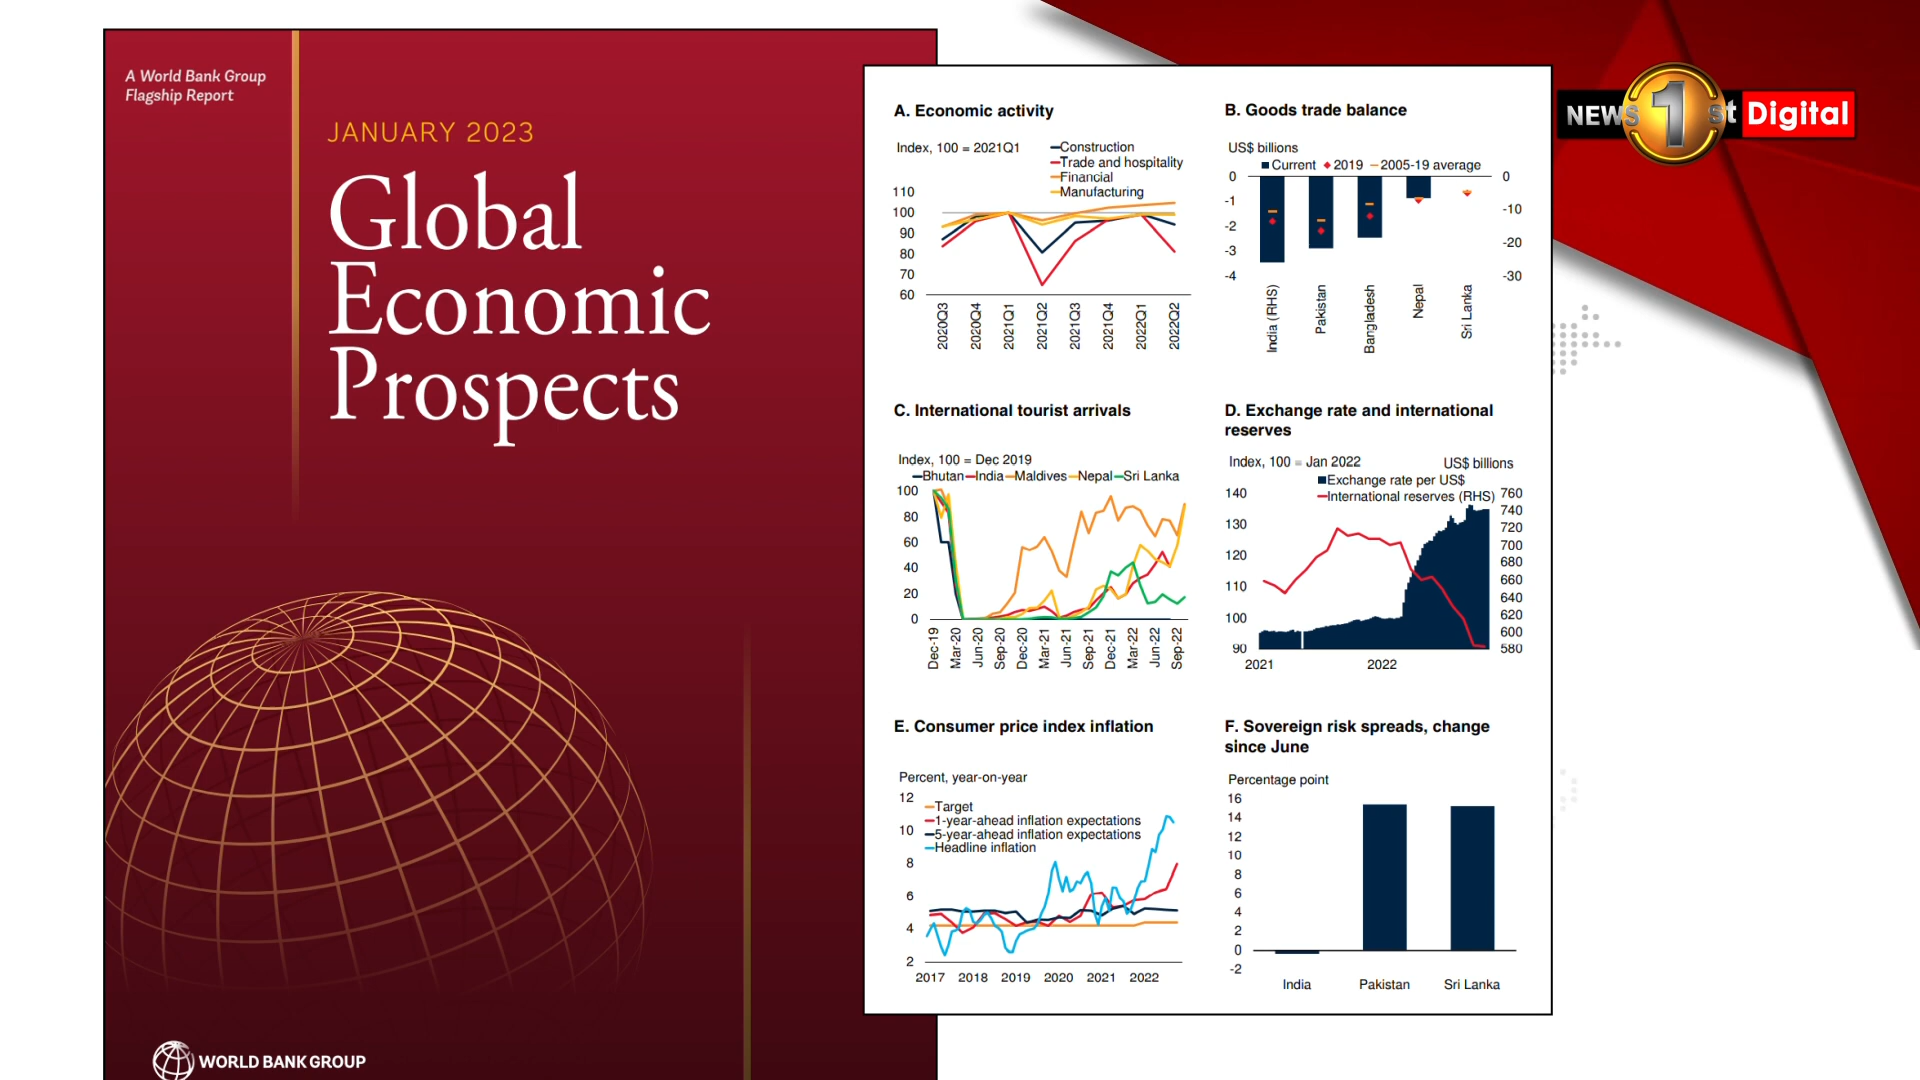 A World Bank Group
Flagship Report
JANUARY 2023
Global
Economic
Prospects
WORLD BANK GROUP
NEWS 1st Digital
A. Economic activity
Index, 100 = 2021Q1
Construction
Trade and hospitality
Financial
Manufacturing
110
100
90
80
70
60
2020Q3
2020Q4
2021Q1
2021Q2
2021Q3
2021Q4
2022Q1
2022Q2
B. Goods trade balance
US$ billions
Current 2019 2005-19 average
0
-1
-2
-3
-4
0
-10
-20
-30
India (RHS)
Pakistan
Bangladesh
Nepal
Sri Lanka
C. International tourist arrivals
Index, 100 = Dec 2019
Bhutan India Maldives Nepal Sri Lanka
100
80
60
40
20
0
Dec-19
Mar-20
Jun-20
Sep-20
Dec-20
Mar-21
Jun-21
Sep-21
Dec-21
Mar-22
Jun-22
Sep-22
D. Exchange rate and international
reserves
Index, 100 = Jan 2022
US$ billions
Exchange rate per US$
International reserves (RHS)
140
130
120
110
100
90
760
740
720
700
680
660
640
620
600
580
2021 2022
E. Consumer price index inflation
Percent, year-on-year
Target
1-year-ahead inflation expectations
5-year-ahead inflation expectations
Headline inflation
12
10
8
6
4
2
2017 2018 2019 2020 2021 2022
F. Sovereign risk spreads, change
since June
Percentage point
16
14
12
10
8
6
4
2
0
-2
India Pakistan Sri Lanka